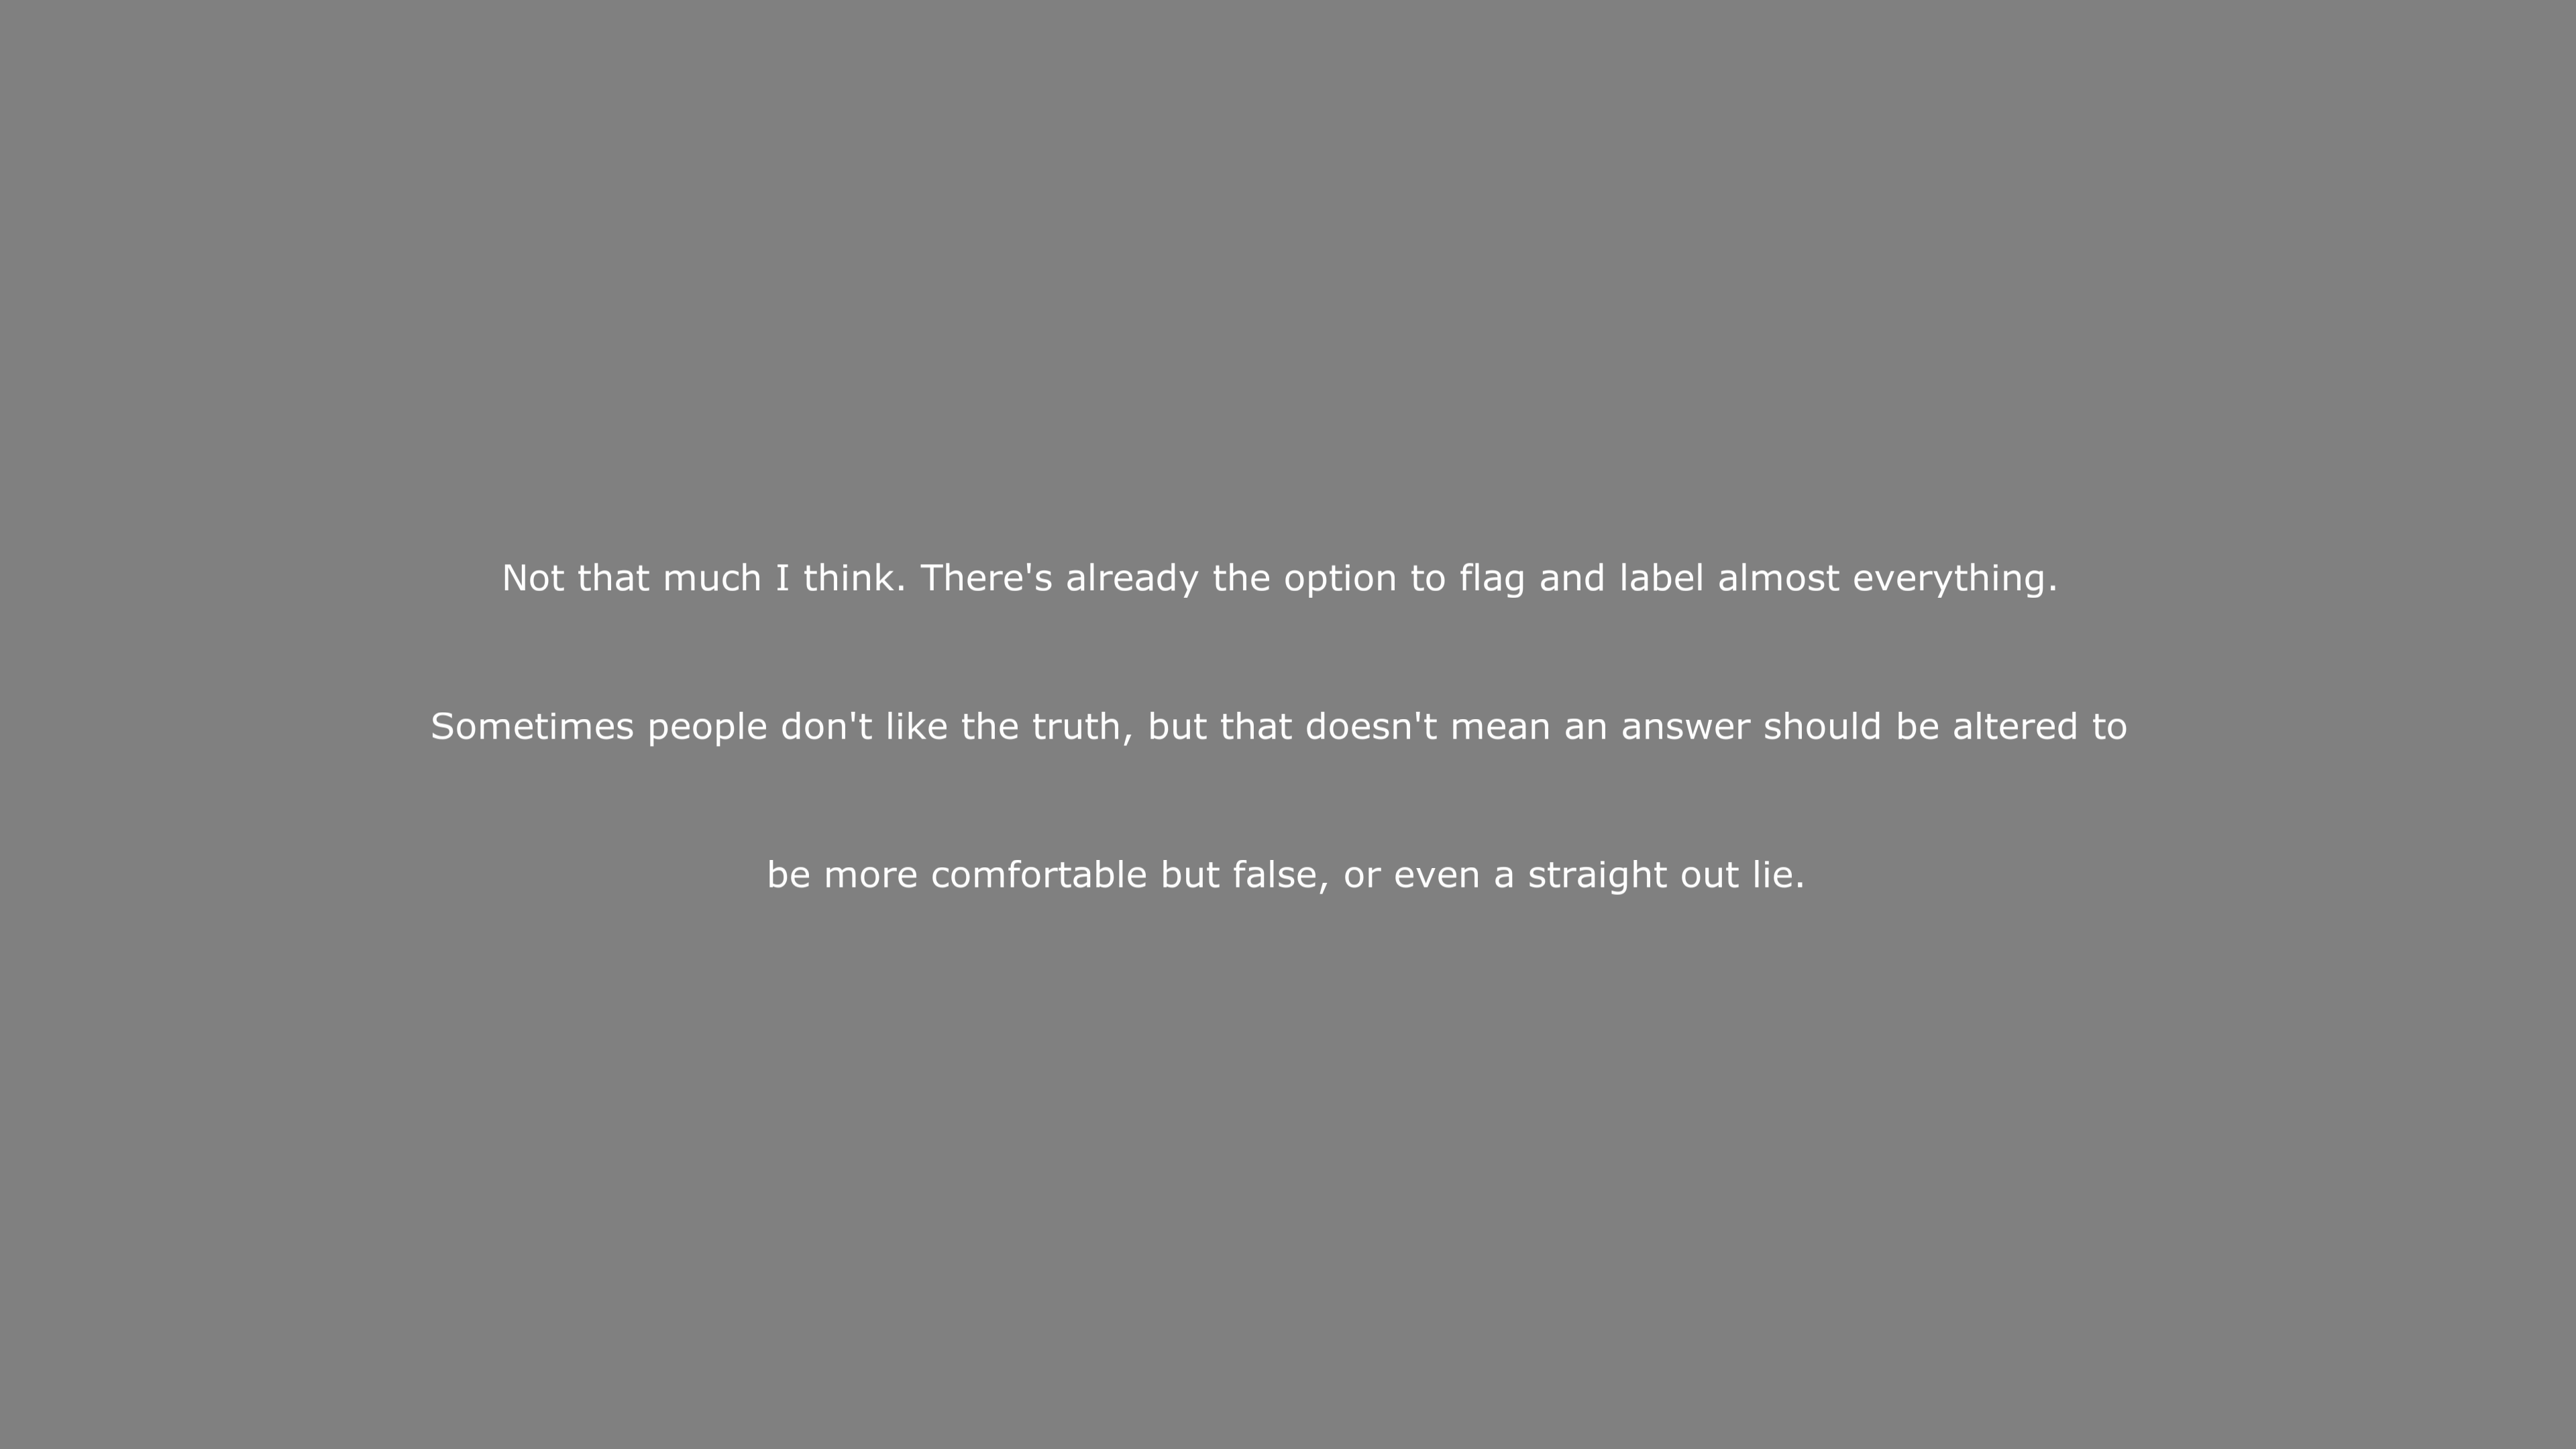 Not that much I think. There's already the option to flag and label almost everything.
Sometimes people don't like the truth, but that doesn't mean an answer should be altered to
be more comfortable but false, or even a straight out lie.